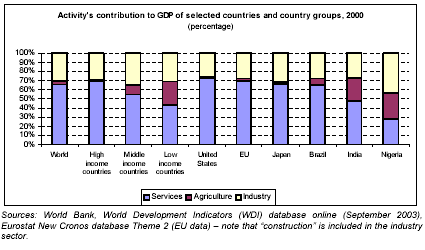 Activity's contribution to GDP of selected countries and country groups, 2000
(percentage)
100%
90%
80%
70%
60%
50%
40%
30%
20%
10%
0%
World
High income countries
Middle income countries
Low income countries
United States
EU
Japan
Brazil
India
Nigeria
Services Agriculture Industry
Sources: World Bank, World Development Indicators (WDI) database online (September 2003),
Eurostat New Cronos database Theme 2 (EU data) – note that "construction" is included in the industry
sector.